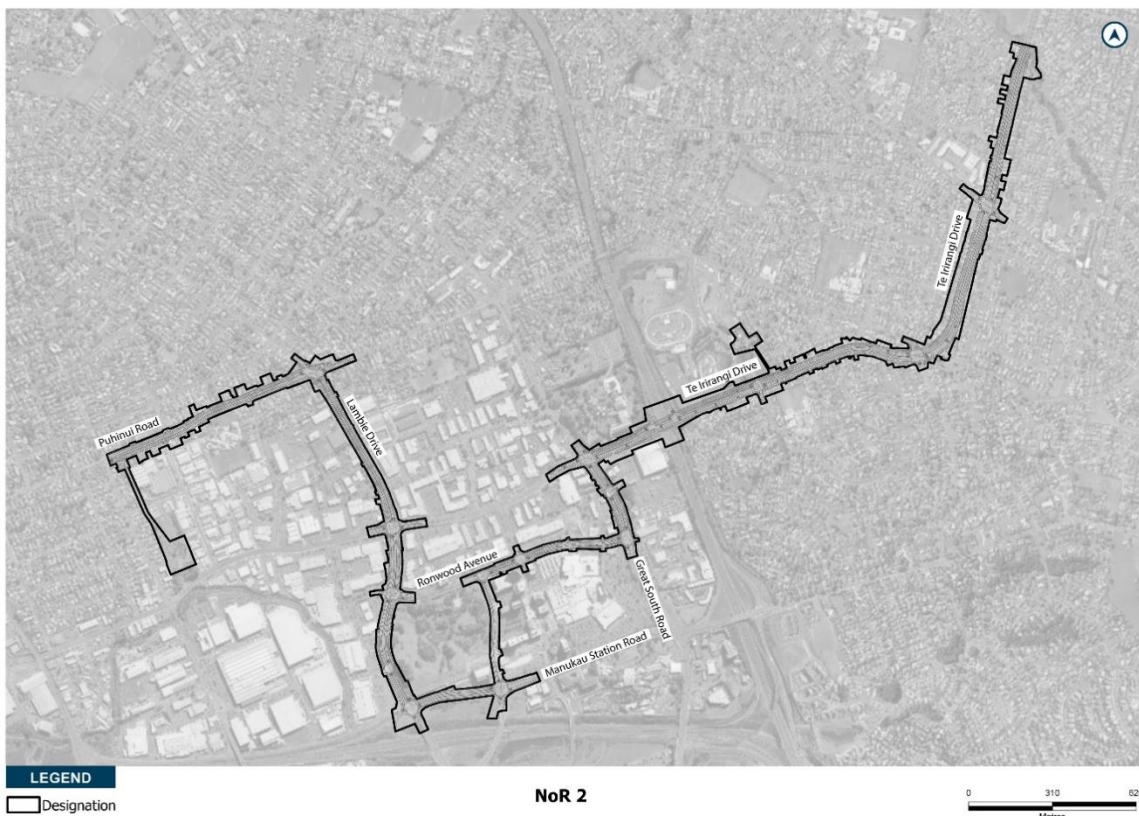 Te Irirangi Drive
Te Irirangi Drive
Puhinui Road
Lambie Drive
Ronwood Avenue
Great South Road
Manukau Station Road
LEGEND
Designation
NoR 2
0 310 62
Metres